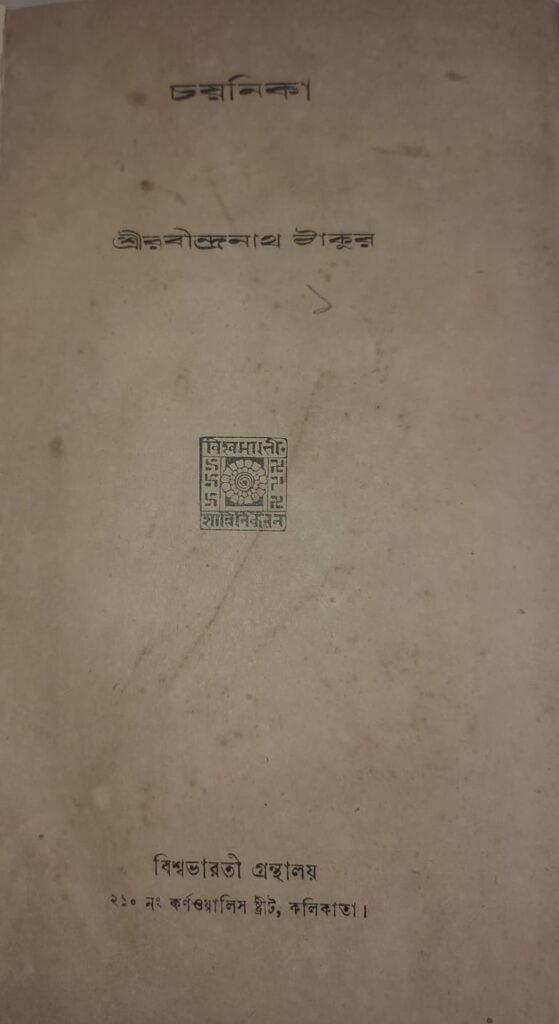 চয়নিকা
শ্রীরবীন্দ্রনাথ ঠাকুর
বিশ্বভারতী
শান্তিনিকেতন
বিশ্বভারতী গ্রন্থালয়
২১০ নং কর্ণওয়ালিস ষ্ট্রীট, কলিকাতা।